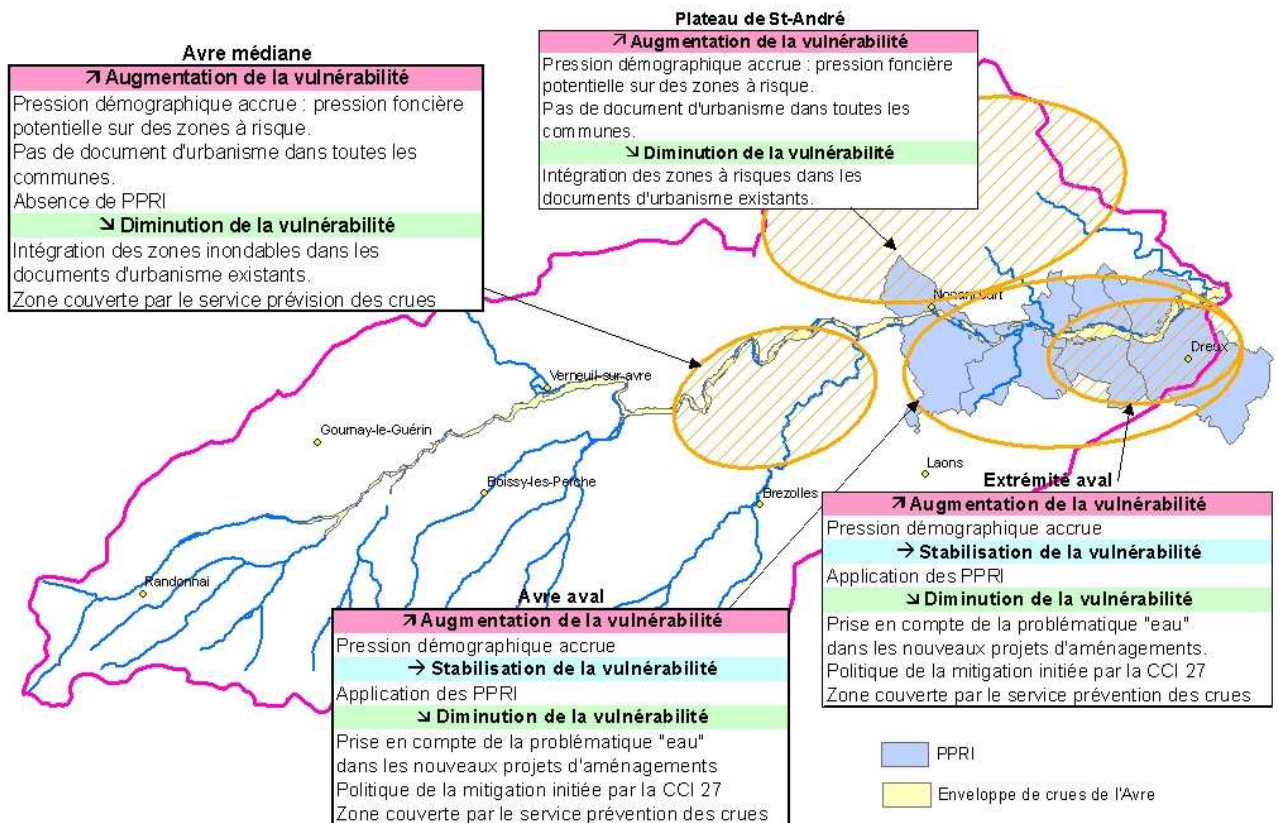 Plateau de St-André
↗ Augmentation de la vulnérabilité
Pression démographique accrue : pression foncière
potentielle sur des zones à risque.
Pas de document d'urbanisme dans toutes les
communes.
↘ Diminution de la vulnérabilité
Intégration des zones à risques dans les
documents d'urbanisme existants.
Avre médiane
↗ Augmentation de la vulnérabilité
Pression démographique accrue : pression foncière
potentielle sur des zones à risque.
Pas de document d'urbanisme dans toutes les
communes.
Absence de PPRI
↘ Diminution de la vulnérabilité
Intégration des zones inondables dans les
documents d'urbanisme existants.
Zone couverte par le service prévision des crues
Nonancourt
Dreux
Verneuil-sur-avre
Gournay-le-Guérin
Laons
Boissy-les-Perche
Brezolles
Randonnai
Extrémité aval
↗ Augmentation de la vulnérabilité
Pression démographique accrue
→ Stabilisation de la vulnérabilité
Application des PPRI
↘ Diminution de la vulnérabilité
Prise en compte de la problématique "eau"
dans les nouveaux projets d'aménagements.
Politique de la mitigation initiée par la CCI 27
Zone couverte par le service prévention des crues
Avre aval
↗ Augmentation de la vulnérabilité
Pression démographique accrue
→ Stabilisation de la vulnérabilité
Application des PPRI
↘ Diminution de la vulnérabilité
Prise en compte de la problématique "eau"
dans les nouveaux projets d'aménagements
Politique de la mitigation initiée par la CCI 27
Zone couverte par le service prévention des crues
PPRI
Enveloppe de crues de l'Avre